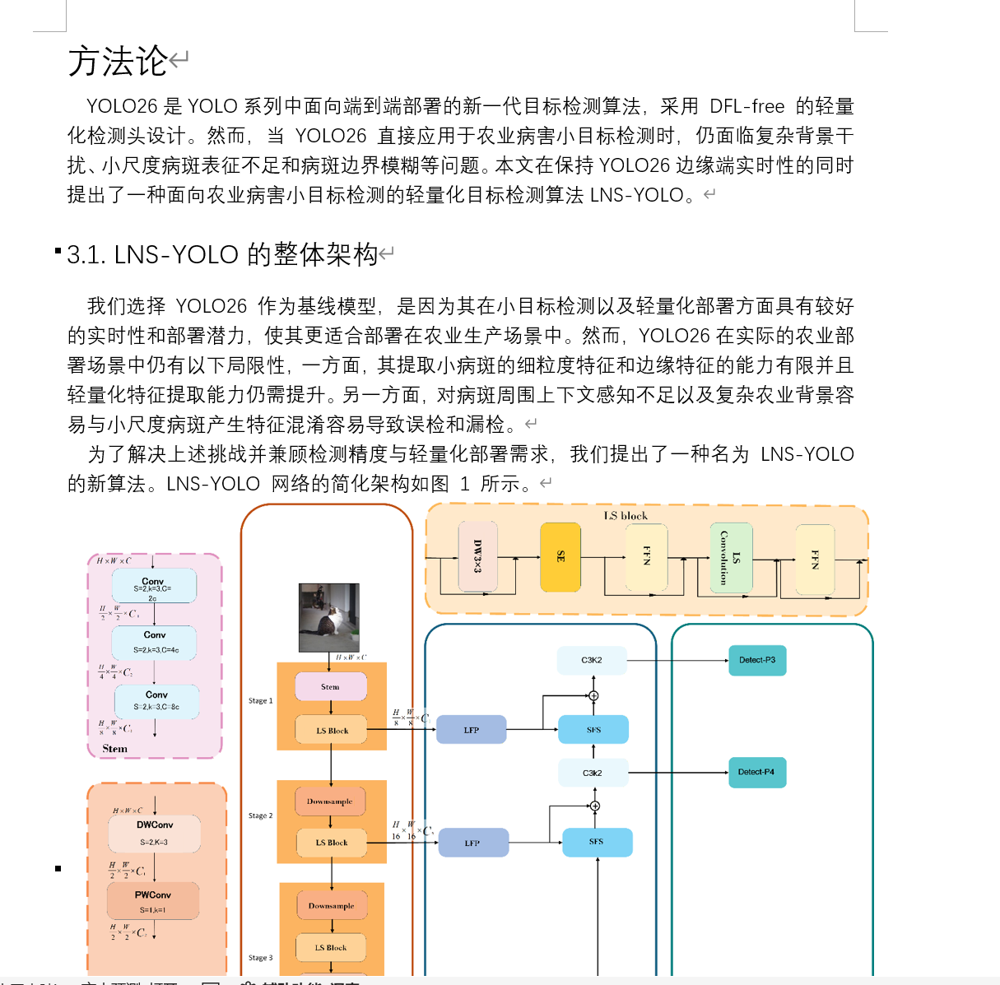 方法论
YOLO26 是 YOLO 系列中面向端到端部署的新一代目标检测算法，采用 DFL-free 的轻量
化检测头设计。然而，当 YOLO26 直接应用于农业病害小目标检测时，仍面临复杂背景干
扰、小尺度病斑表征不足和病斑边界模糊等问题。本文在保持 YOLO26 边缘端实时性的同时
提出了一种面向农业病害小目标检测的轻量化目标检测算法 LNS-YOLO。
3.1. LNS-YOLO 的整体架构
我们选择 YOLO26 作为基线模型，是因为其在小目标检测以及轻量化部署方面具有较好
的实时性和部署潜力，使其更适合部署在农业生产场景中。然而，YOLO26 在实际的农业部
署场景中仍有以下局限性，一方面，其提取小病斑的细粒度特征和边缘特征的能力有限并且
轻量化特征提取能力仍需提升。另一方面，对病斑周围上下文感知不足以及复杂农业背景容
易与小尺度病斑产生特征混淆容易导致误检和漏检。
为了解决上述挑战并兼顾检测精度与轻量化部署需求，我们提出了一种名为 LNS-YOLO
的新算法。LNS-YOLO 网络的简化架构如图 1 所示。
LS block
DW3×3
SE
FFN
LS
Convolution
FFN
H×W×C
Conv
S=2,k=3,C=
2c
H/2×W/2×C
Conv
S=2,k=3,C=4c
H/4×W/4×C
Conv
S=2,k=3,C=8c
H/8×W/8×C
Stem
H×W×C
DWConv
S=2,K=3
H/2×W/2×C
PWConv
S=1,k=1
H/2×W/2×C
H×W×C
Stage 1
Stem
LS Block
H/8×W/8×C
Stage 2
Downsample
LS Block
H/16×W/16×C
Stage 3
Downsample
LS Block
C3K2
LFP
SFS
C3k2
LFP
SFS
Detect-P3
Detect-P4